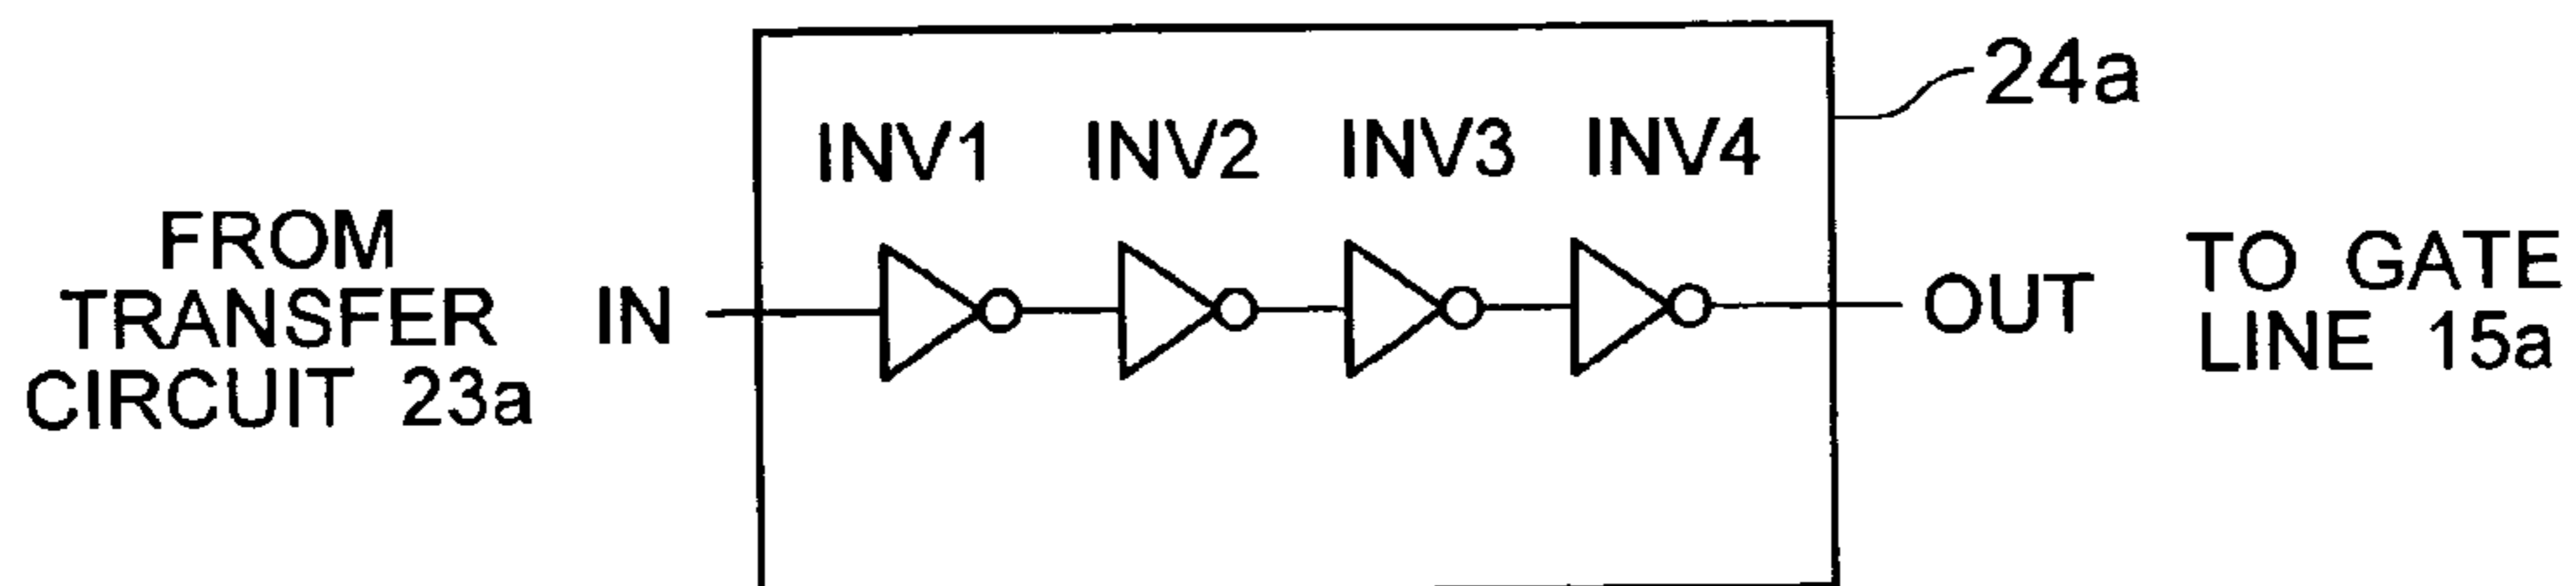 24a
INV1 INV2 INV3 INV4
FROM
TRANSFER
CIRCUIT 23a
IN
OUT
TO GATE
LINE 15a